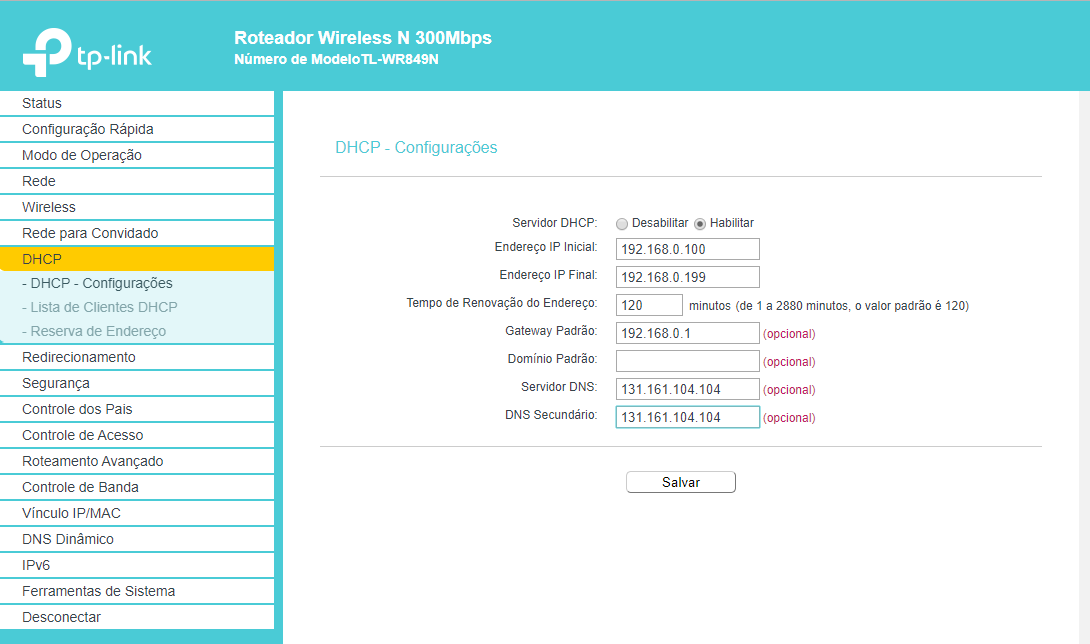 tp-link
Roteador Wireless N 300Mbps
Número de ModeloTL-WR849N
Status
Configuração Rápida
Modo de Operação
Rede
Wireless
Rede para Convidado
DHCP
- DHCP - Configurações
- Lista de Clientes DHCP
- Reserva de Endereço
Redirecionamento
Segurança
Controle dos Pais
Controle de Acesso
Roteamento Avançado
Controle de Banda
Vínculo IP/MAC
DNS Dinâmico
IPv6
Ferramentas de Sistema
Desconectar
DHCP - Configurações
Servidor DHCP: Desabilitar Habilitar
Endereço IP Inicial: 192.168.0.100
Endereço IP Final: 192.168.0.199
Tempo de Renovação do Endereço: 120 minutos (de 1 a 2880 minutos, o valor padrão é 120)
Gateway Padrão: 192.168.0.1 (opcional)
Domínio Padrão: (opcional)
Servidor DNS: 131.161.104.104 (opcional)
DNS Secundário: 131.161.104.104 (opcional)
Salvar